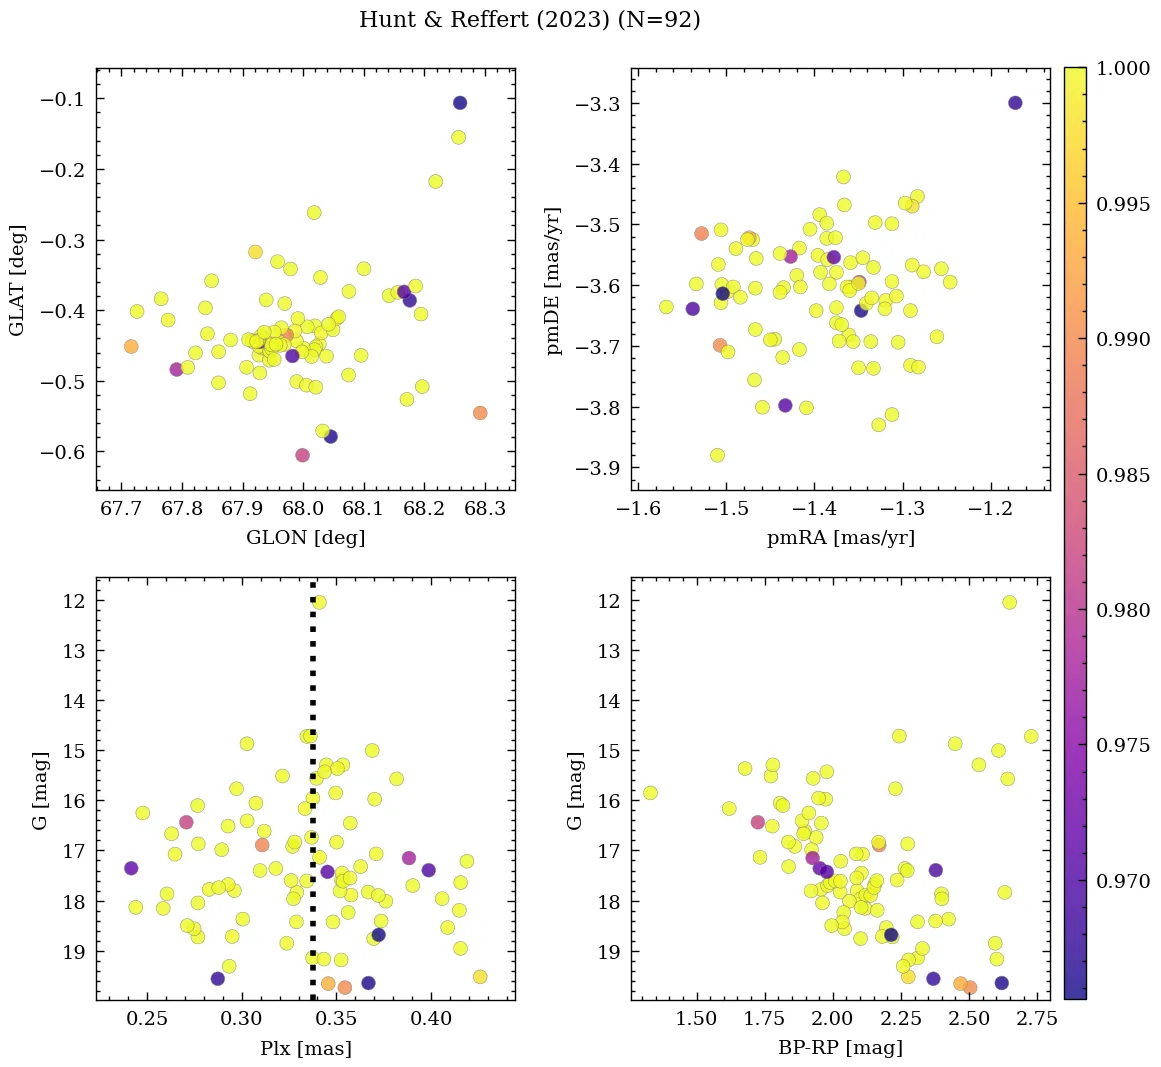 Hunt & Reffert (2023) (N=92)
−0.1
−0.2
−0.3
−0.4
−0.5
−0.6
GLAT [deg]
67.7 67.8 67.9 68.0 68.1 68.2 68.3
GLON [deg]
−3.3
−3.4
−3.5
−3.6
−3.7
−3.8
−3.9
pmDE [mas/yr]
−1.6 −1.5 −1.4 −1.3 −1.2
pmRA [mas/yr]
12
13
14
15
16
17
18
19
G [mag]
0.25 0.30 0.35 0.40
Plx [mas]
12
13
14
15
16
17
18
19
G [mag]
1.50 1.75 2.00 2.25 2.50 2.75
BP-RP [mag]
1.000
0.995
0.990
0.985
0.980
0.975
0.970